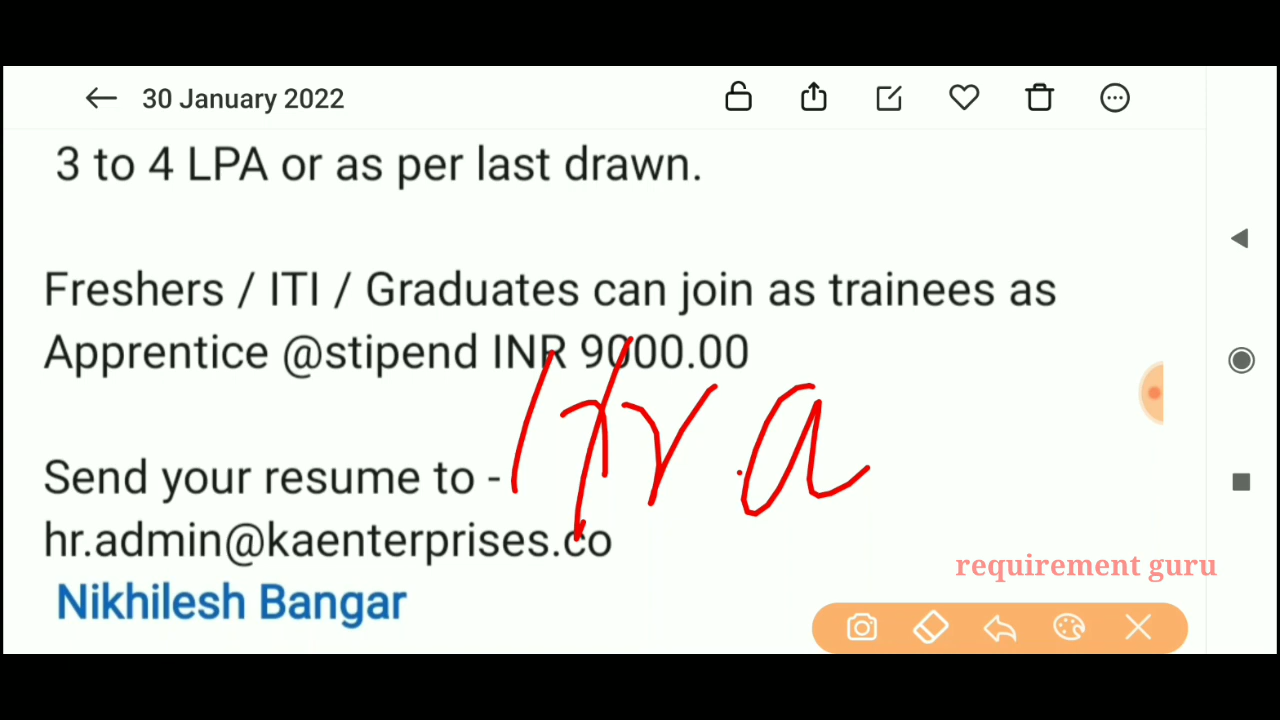 30 January 2022
3 to 4 LPA or as per last drawn.
Freshers / ITI / Graduates can join as trainees as
Apprentice @stipend INR 9000.00
Send your resume to -
hr.admin@kaenterprises.co
Nikhilesh Bangar
requirement guru